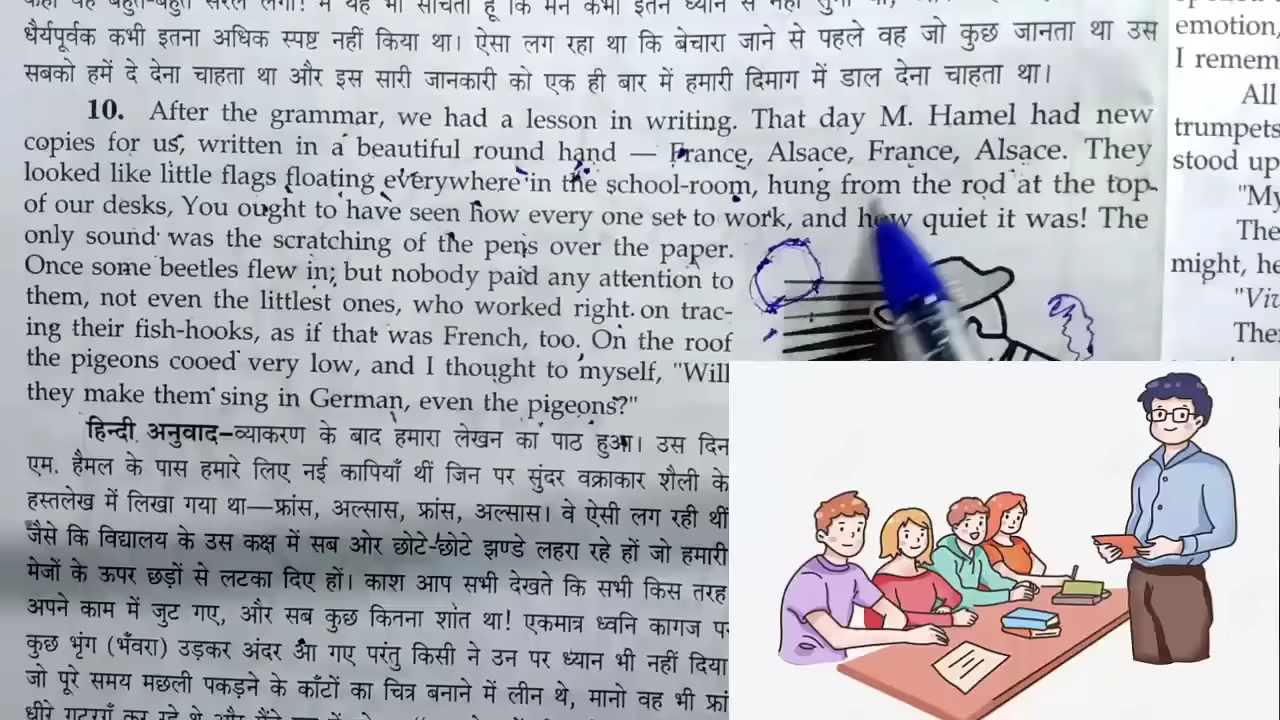 धैर्यपूर्वक कभी इतना अधिक स्पष्ट नहीं किया था। ऐसा लग रहा था कि बेचारा जाने से पहले वह जो कुछ जानता था उस
सबको हमें दे देना चाहता था और इस सारी जानकारी को एक ही बार में हमारी दिमाग में डाल देना चाहता था।
10. After the grammar, we had a lesson in writing. That day M. Hamel had new
copies for us, written in a beautiful round hand — France, Alsace, France, Alsace. They
looked like little flags floating everywhere in the school-room, hung from the rod at the top
of our desks, You ought to have seen how every one set to work, and how quiet it was! The
only sound was the scratching of the pens over the paper.
Once some beetles flew in; but nobody paid any attention to
them, not even the littlest ones, who worked right on trac-
ing their fish-hooks, as if that was French, too. On the roof
the pigeons cooed very low, and I thought to myself, "Will
they make them sing in German, even the pigeons?"
हिन्दी अनुवाद–व्याकरण के बाद हमारा लेखन का पाठ हुआ। उस दिन
एम. हैमल के पास हमारे लिए नई कापियाँ थीं जिन पर सुंदर वक्राकार शैली के
हस्तलेख में लिखा गया था—फ्रांस, अल्सास, फ्रांस, अल्सास। वे ऐसी लग रही थीं
जैसे कि विद्यालय के उस कक्ष में सब ओर छोटे-छोटे झण्डे लहरा रहे हों जो हमारी
मेजों के ऊपर छड़ों से लटका दिए हों। काश आप सभी देखते कि सभी किस तरह
अपने काम में जुट गए, और सब कुछ कितना शांत था! एकमात्र ध्वनि कागज
कुछ भृंग (भँवरा) उड़कर अंदर आ गए परंतु किसी ने उन पर ध्यान भी नहीं दिया
जो पूरे समय मछली पकड़ने के काँटों का चित्र बनाने में लीन थे, मानो वह भी
emotion,
I remem
All
trumpets
stood up
"My
The
might, he
"Viv
The